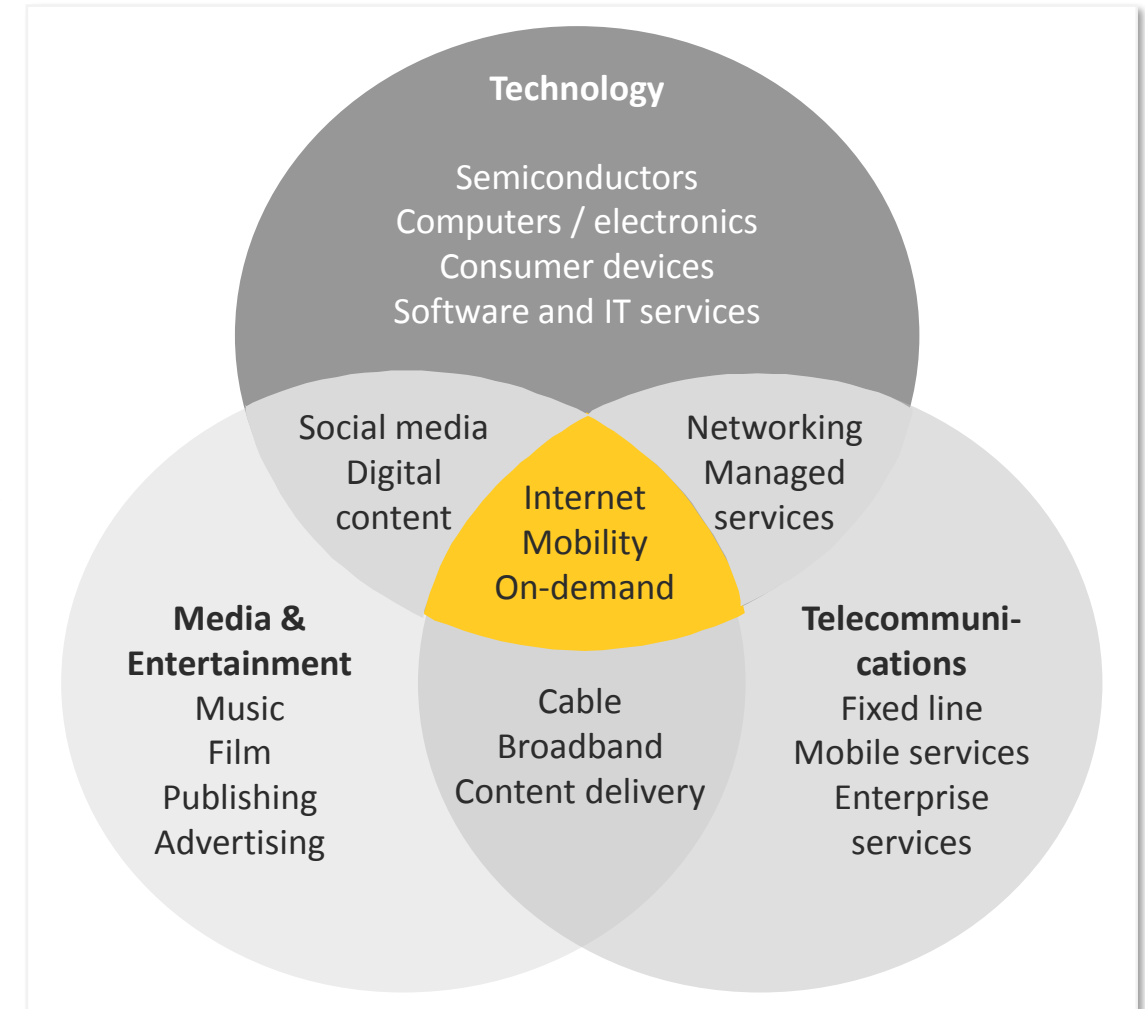 Technology
Semiconductors
Computers / electronics
Consumer devices
Software and IT services
Social media
Digital
content
Networking
Managed
services
Internet
Mobility
On-demand
Media &
Entertainment
Music
Film
Publishing
Advertising
Cable
Broadband
Content delivery
Telecommuni-
cations
Fixed line
Mobile services
Enterprise
services